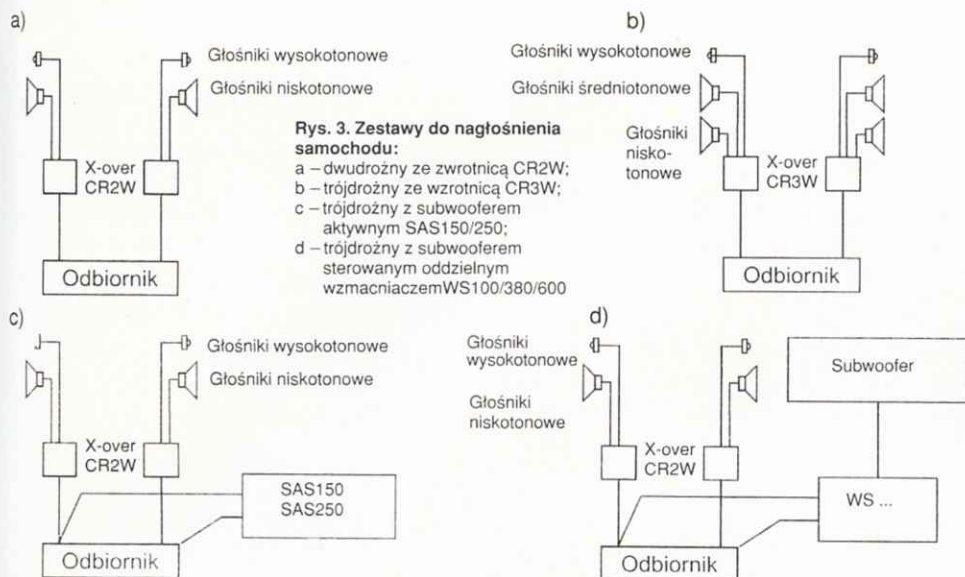 a)
Głośniki wysokotonowe
Głośniki niskotonowe
X-over
CR2W
Odbiornik
Rys. 3. Zestawy do nagłośnienia
samochodu:
a – dwudrożny ze zwrotnicą CR2W;
b – trójdrożny ze wzrotnicą CR3W;
c – trójdrożny z subwooferem
aktywnym SAS150/250;
d – trójdrożny z subwooferem
sterowanym oddzielnym
wzmacniaczemWS100/380/600
b)
Głośniki wysokotonowe
Głośniki średniotonowe
Głośniki
nisko-
tonowe
X-over
CR3W
Odbiornik
c)
Głośniki wysokotonowe
Głośniki niskotonowe
X-over
CR2W
SAS150
SAS250
Odbiornik
d)
Głośniki
wysokotonowe
Głośniki
niskotonowe
X-over
CR2W
Subwoofer
WS ...
Odbiornik